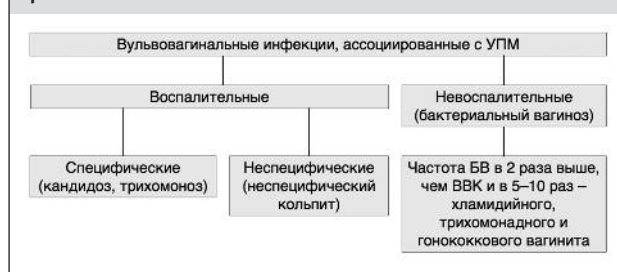 Вульвовагинальные инфекции, ассоциированные с УПМ
Воспалительные
Невоспалительные
(бактериальный вагиноз)
Специфические
(кандидоз, трихомоноз)
Неспецифические
(неспецифический
кольпит)
Частота БВ в 2 раза выше,
чем ВВК и в 5–10 раз –
хламидийного,
трихомонадного и
гонококкового вагинита